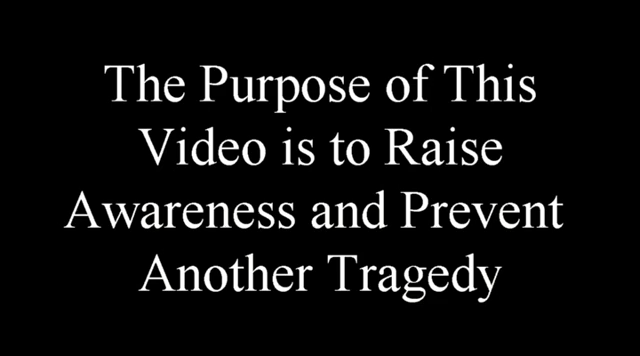 The Purpose of This
Video is to Raise
Awareness and Prevent
Another Tragedy